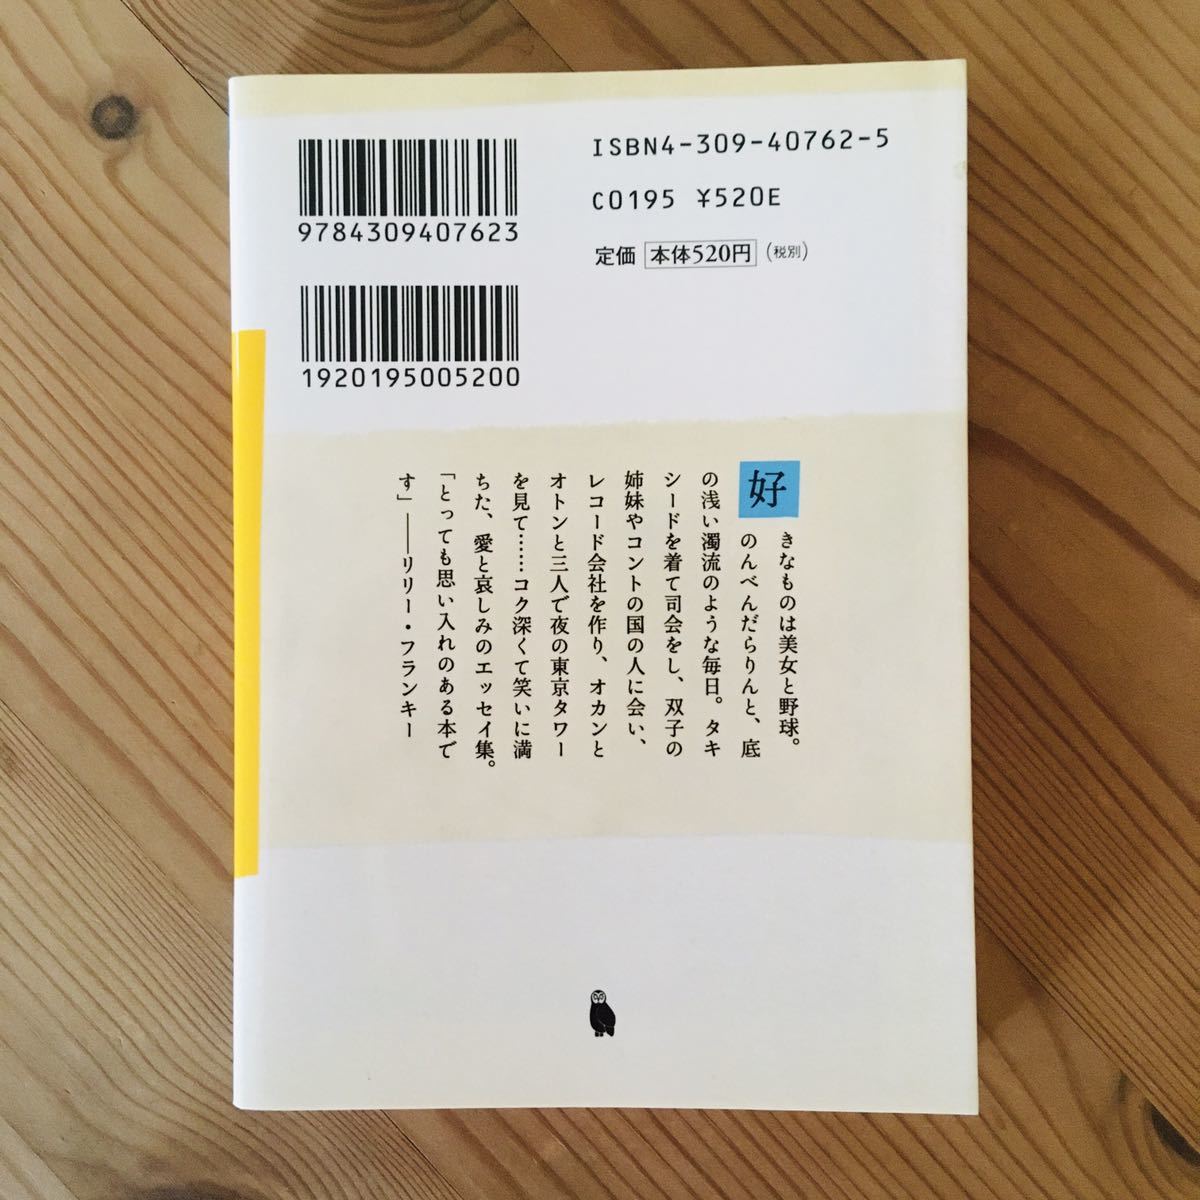 ISBN4-309-40762-5
C0195 ¥520E
定価 本体520円 (税別)
9784309407623
1920195005200
好きなものは美女と野球。
のんべんだらりんと、底
の浅い濁流のような毎日。タキ
シードを着て司会をし、双子の
姉妹やコントの国の人に会い、
レコード会社を作り、オカンと
オトンと三人で夜の東京タワー
を見て……コク深くて笑いに満
ちた、愛と哀しみのエッセイ集。
「とっても思い入れのある本で
す」――リリー・フランキー